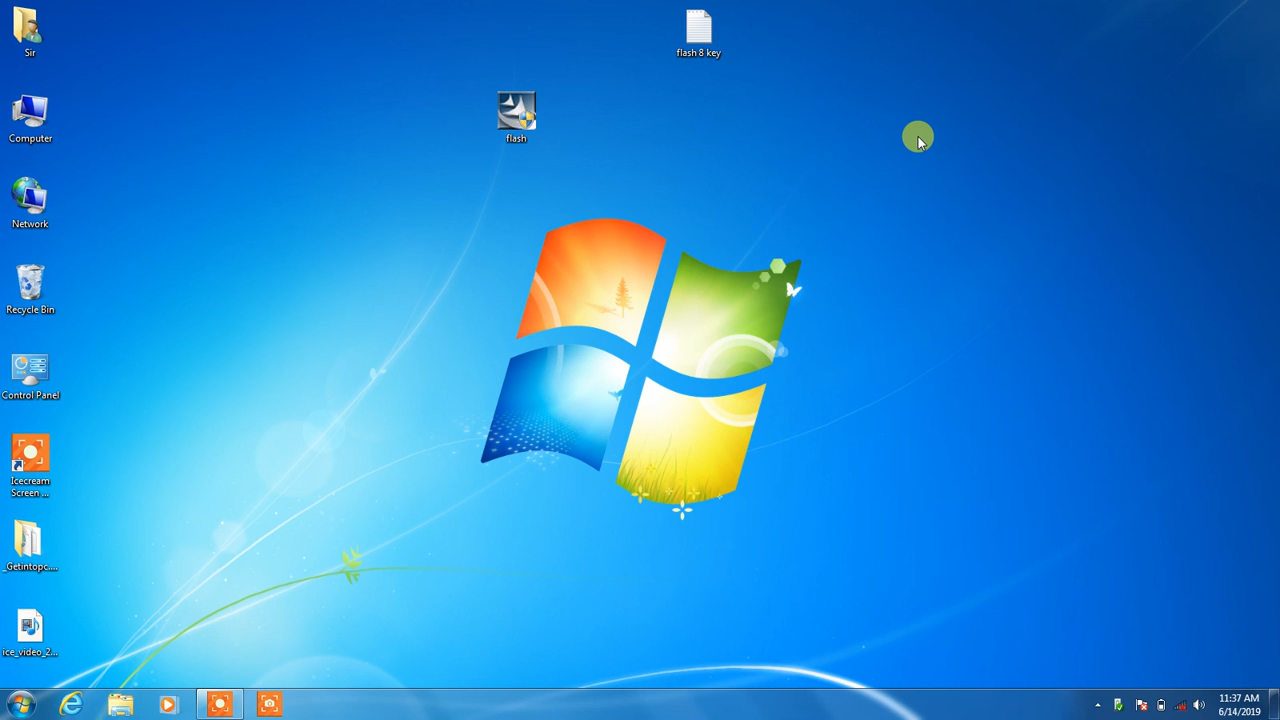 Sir
flash 8 key
flash
Computer
Network
Recycle Bin
Control Panel
Icecream
Screen ...
_Getintopc....
ice_video_2...
11:37 AM
6/14/2019